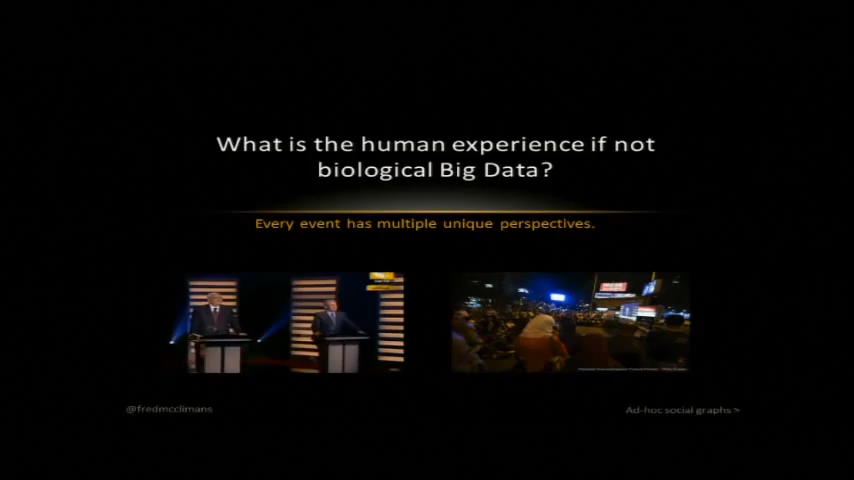 What is the human experience if not
biological Big Data?
Every event has multiple unique perspectives.
@fredmcclimans
Ad-hoc social graphs >